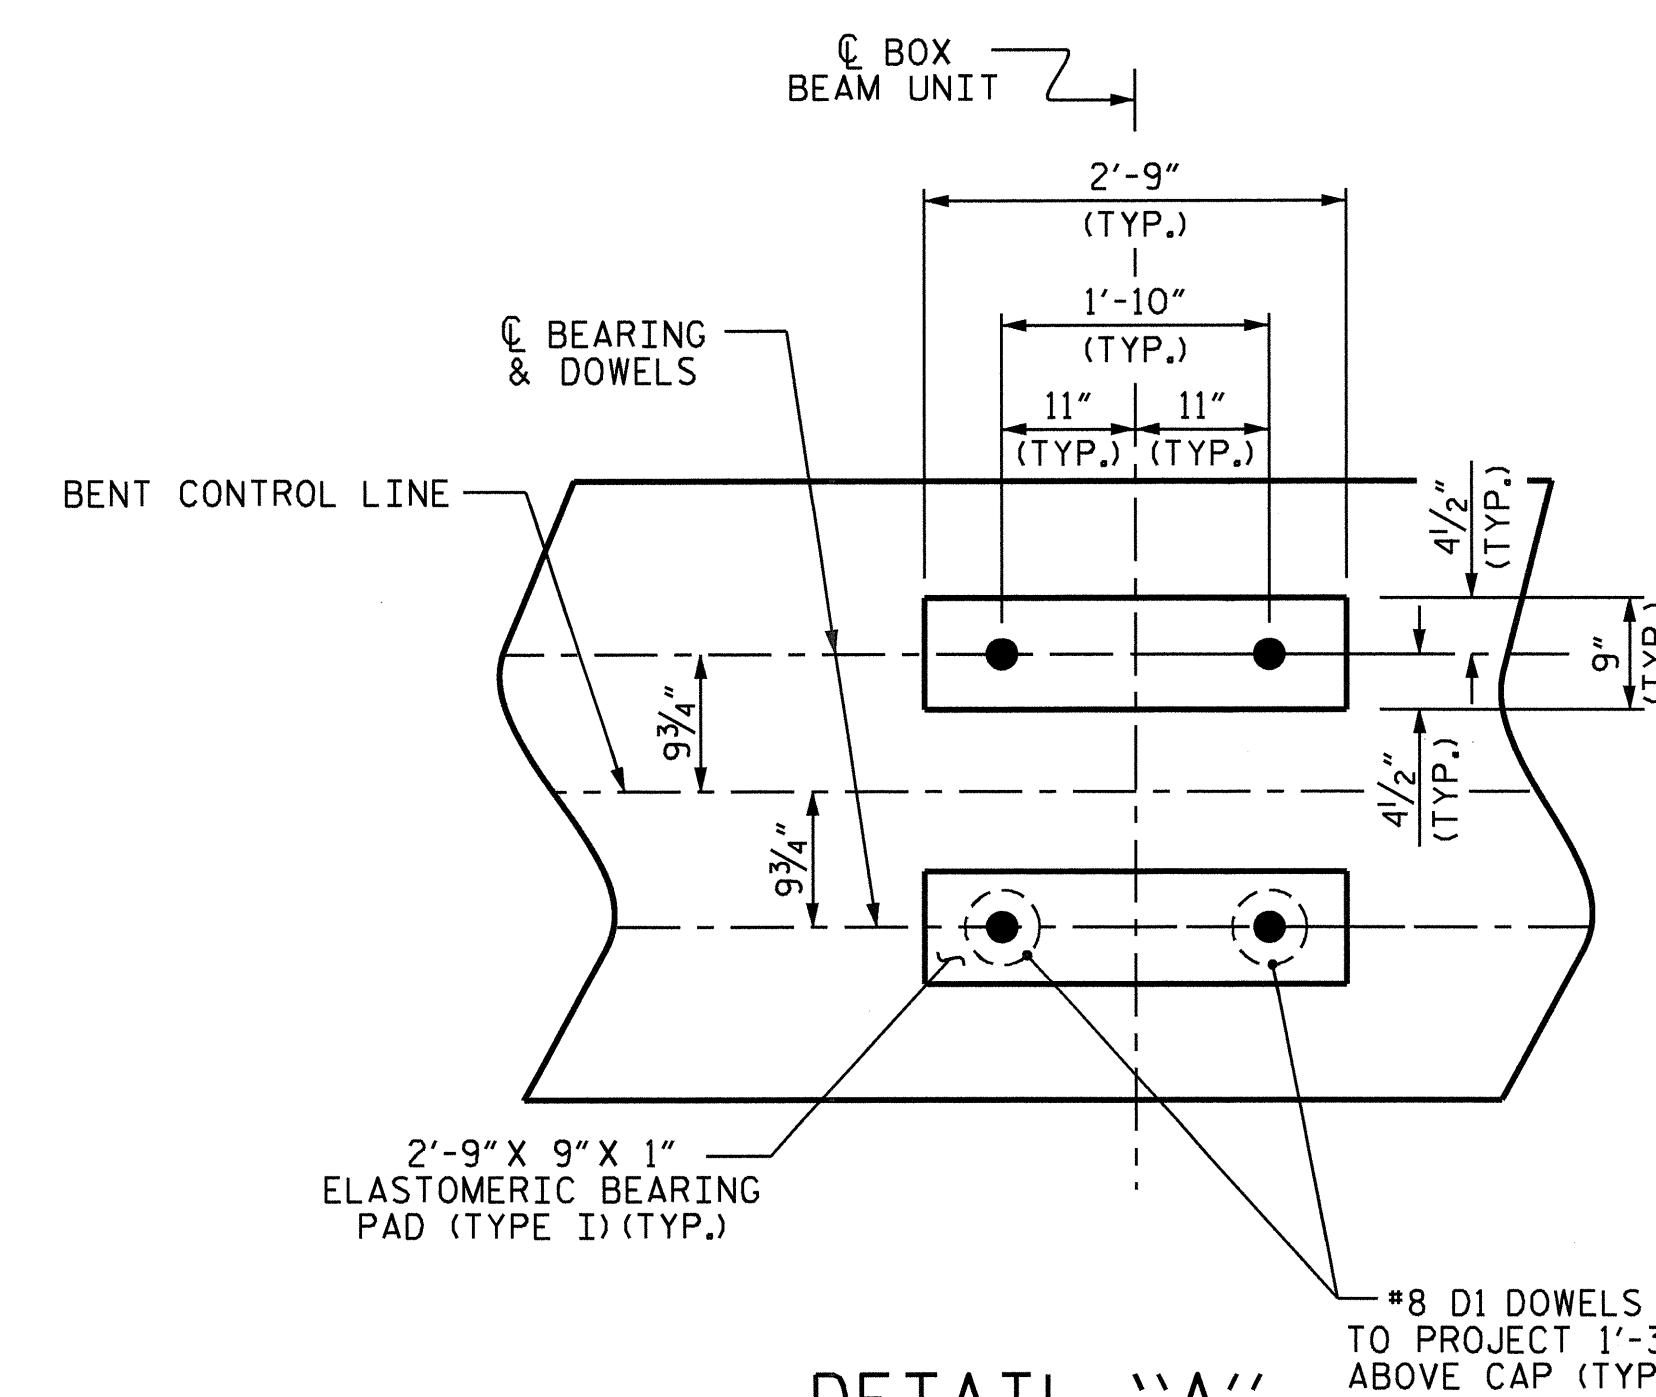 ℄ BOX
BEAM UNIT
2'-9"
(TYP.)
1'-10"
(TYP.)
℄ BEARING
& DOWELS
11" 11"
(TYP.) (TYP.)
BENT CONTROL LINE
4½"
(TYP.)
9"
9¾"
4½"
(TYP.)
9¾"
2'-9" X 9" X 1"
ELASTOMERIC BEARING
PAD (TYPE I) (TYP.)
#8 D1 DOWELS
TO PROJECT
ABOVE CAP
DETAIL "A"